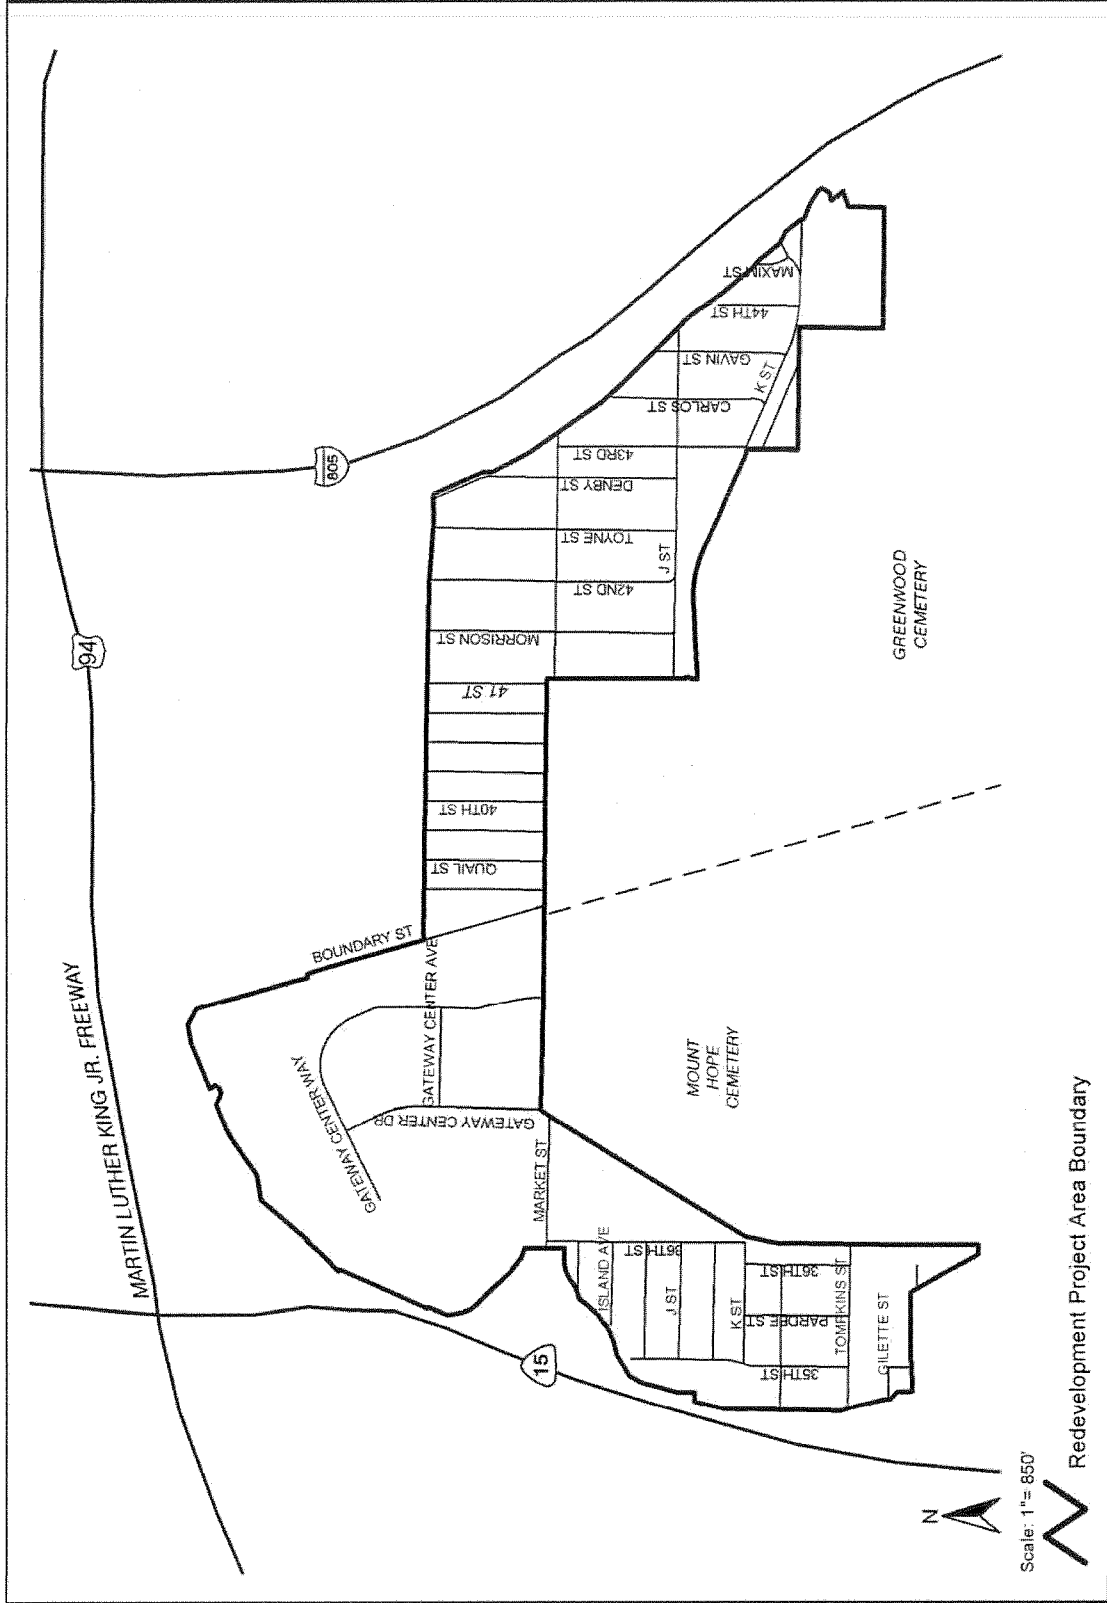 MARTIN LUTHER KING JR. FREEWAY
94
805
15
BOUNDARY ST
GATEWAY CENTER WAY
GATEWAY CENTER AVE
GATEWAY CENTER DR
MARKET ST
QUAIL ST
40TH ST
41 ST
MORRISON ST
42ND ST
TOYNE ST
DENBY ST
43RD ST
CARLOS ST
GAVIN ST
44TH ST
MAXIM ST
J ST
K ST
ISLAND AVE
36TH ST
J ST
K ST
36TH ST
PARDEE ST
35TH ST
TOMPKINS ST
GILETTE ST
MOUNT
HOPE
CEMETERY
GREENWOOD
CEMETERY
N
Scale: 1"= 850'
Redevelopment Project Area Boundary